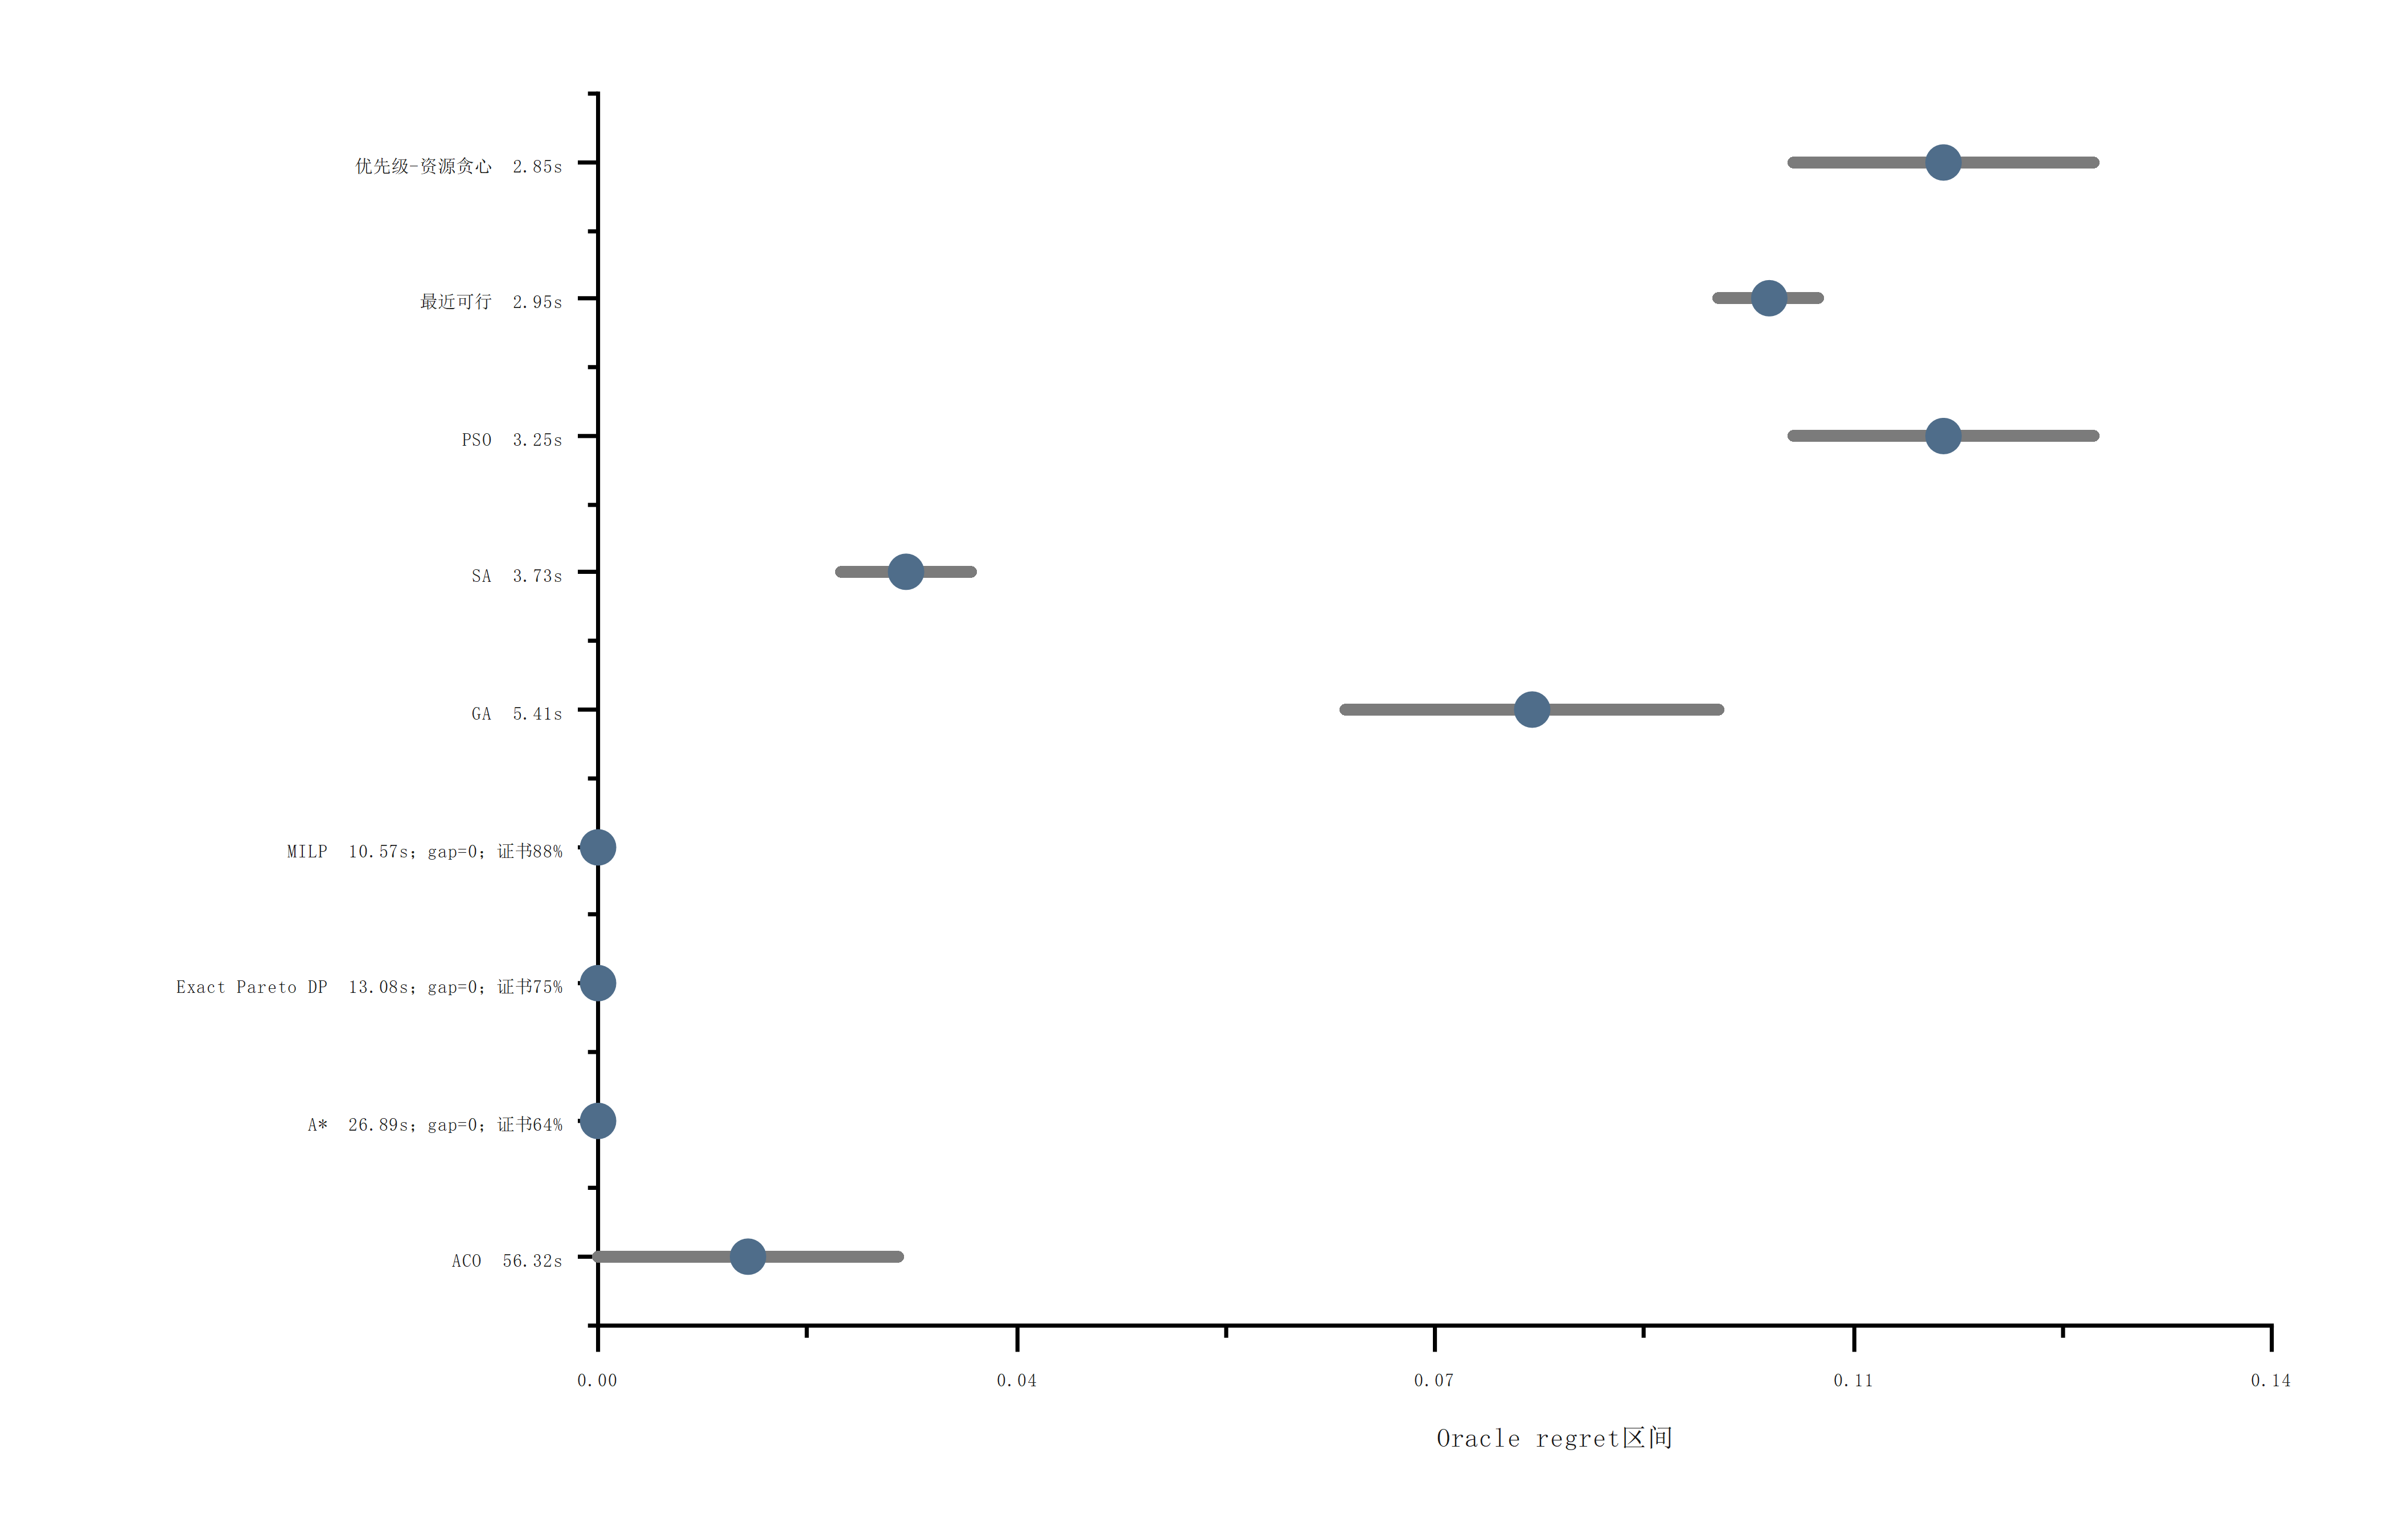 优先级-资源贪心  2.85s
最近可行  2.95s
PSO  3.25s
SA  3.73s
GA  5.41s
MILP  10.57s；gap=0；证书88%
Exact Pareto DP  13.08s；gap=0；证书75%
A*  26.89s；gap=0；证书64%
ACO  56.32s
0.00 0.04 0.07 0.11 0.14
Oracle regret区间